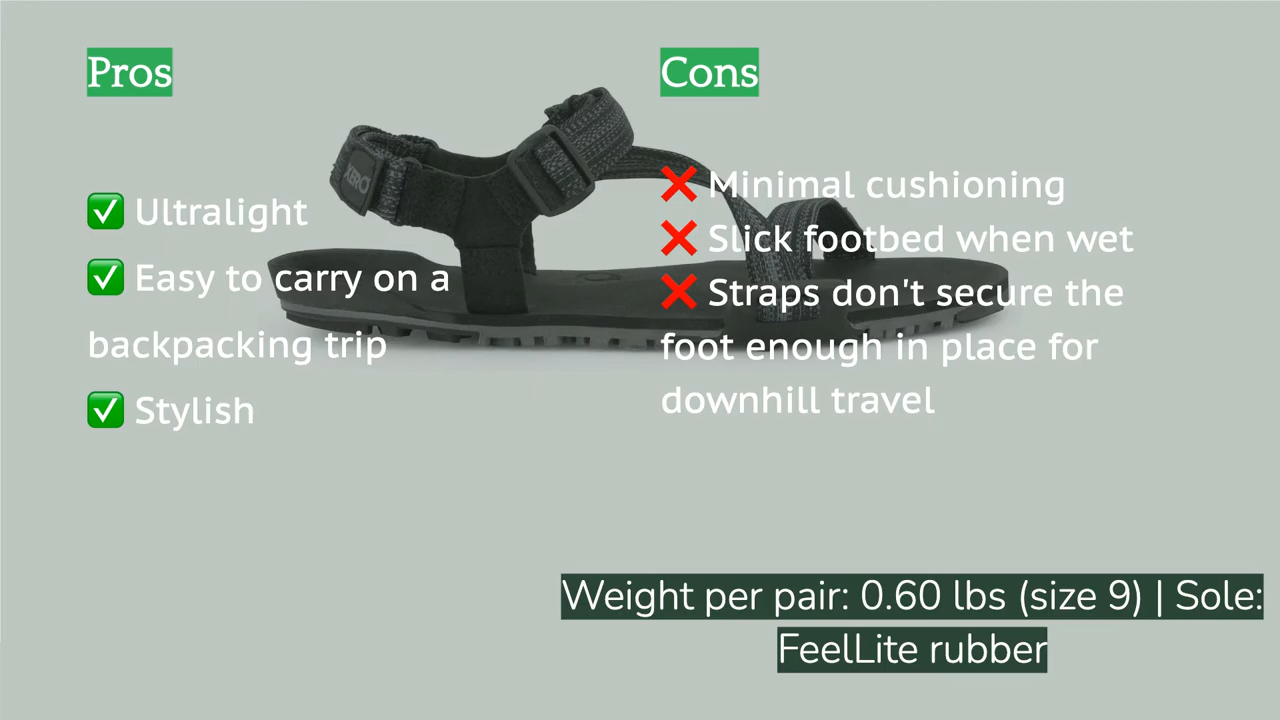 Pros
Cons
✅ Ultralight
✅ Easy to carry on a
backpacking trip
✅ Stylish
❌ Minimal cushioning
❌ Slick footbed when wet
❌ Straps don't secure the
foot enough in place for
downhill travel
XERO
Weight per pair: 0.60 lbs (size 9) | Sole:
FeelLite rubber